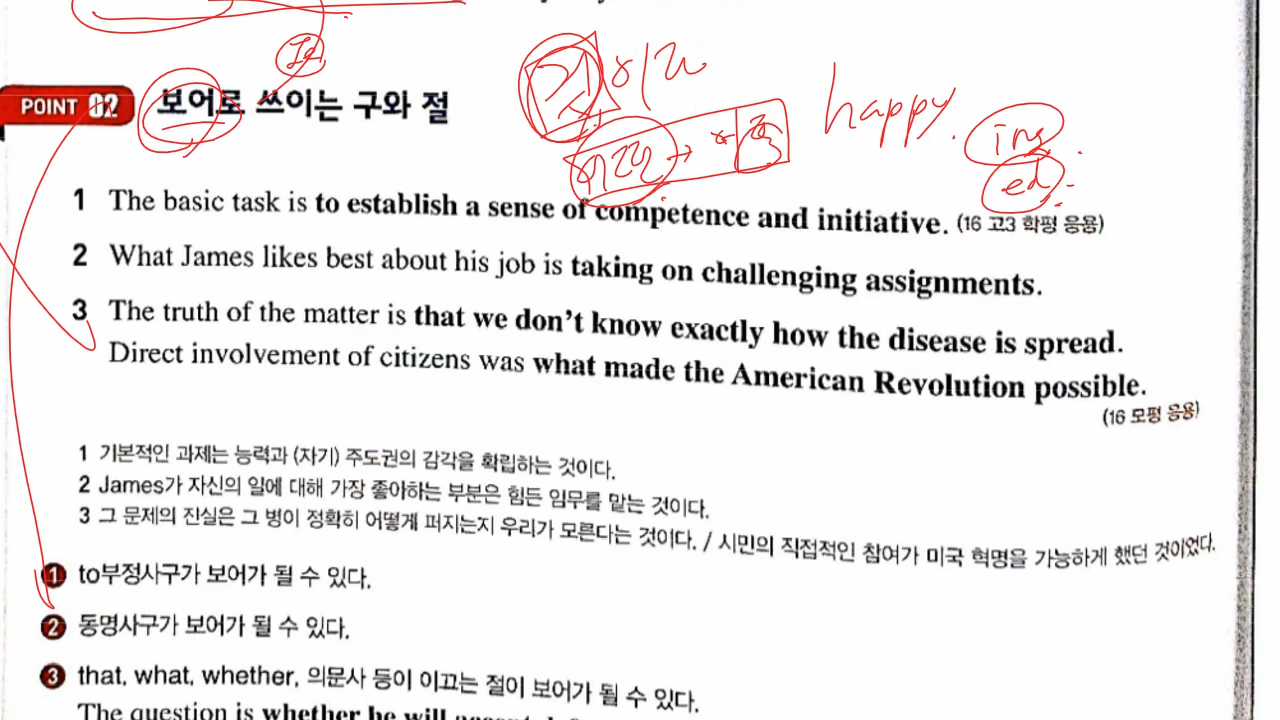 POINT 02 보어로 쓰이는 구와 절
happy.
ing
ed
1 The basic task is to establish a sense of competence and initiative. (16 고3 학평 응용)
2 What James likes best about his job is taking on challenging assignments.
3 The truth of the matter is that we don't know exactly how the disease is spread.
Direct involvement of citizens was what made the American Revolution possible.
(16 모평 응용)
1 기본적인 과제는 능력과 (자기) 주도권의 감각을 확립하는 것이다.
2 James가 자신의 일에 대해 가장 좋아하는 부분은 힘든 임무를 맡는 것이다.
3 그 문제의 진실은 그 병이 정확히 어떻게 퍼지는지 우리가 모른다는 것이다. / 시민의 직접적인 참여가 미국 혁명을 가능하게 했던 것이었다.
1 to부정사구가 보어가 될 수 있다.
2 동명사구가 보어가 될 수 있다.
3 that, what, whether, 의문사 등이 이끄는 절이 보어가 될 수 있다.
The question is whether he will